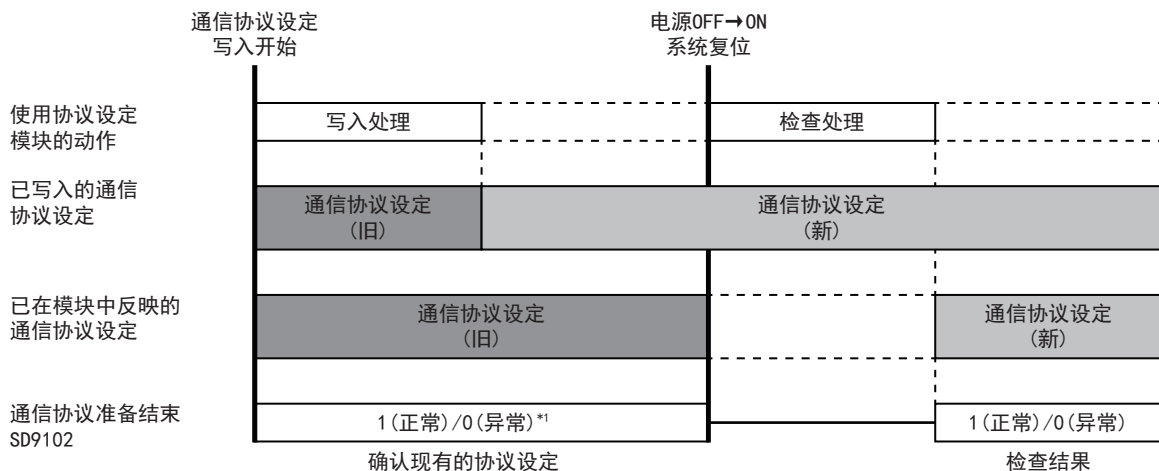 通信协议设定
写入开始
电源OFF→ON
系统复位
使用协议设定
模块的动作
写入处理
检查处理
已写入的通信
协议设定
通信协议设定
(旧)
通信协议设定
(新)
已在模块中反映的
通信协议设定
通信协议设定
(旧)
通信协议设定
(新)
通信协议准备结束
SD9102
1(正常)/0(异常)*1
1(正常)/0(异常)
确认现有的协议设定
检查结果